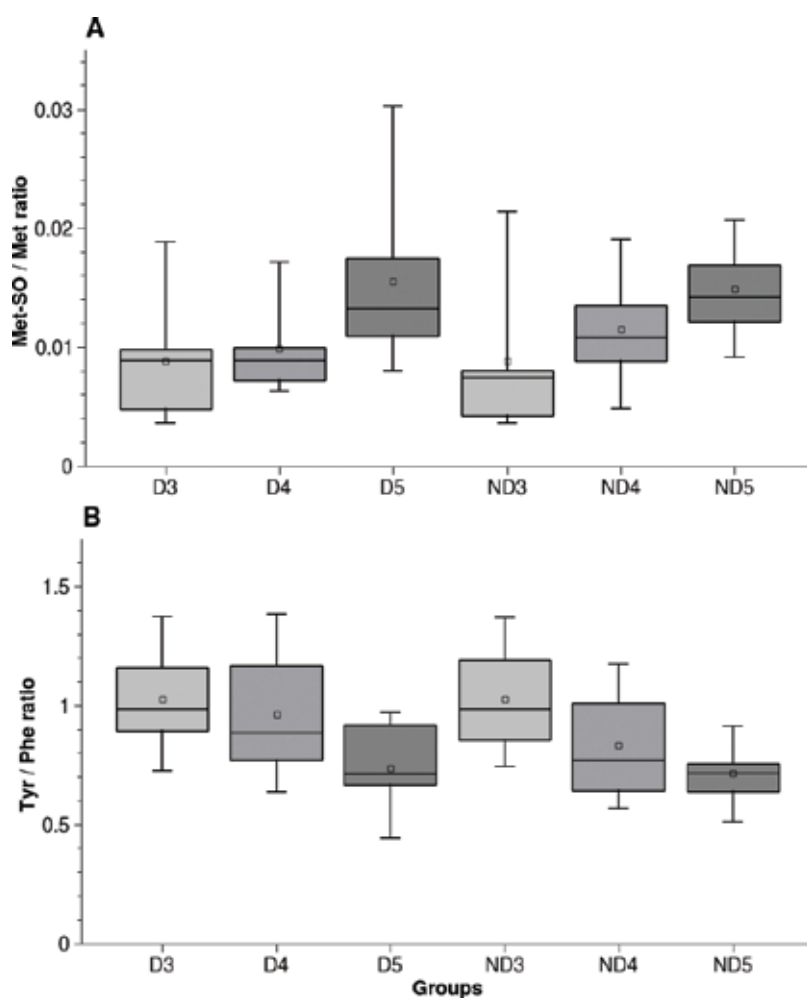 A
Met-SO / Met ratio
0.03
0.02
0.01
0
D3 D4 D5 ND3 ND4 ND5
B
Tyr / Phe ratio
1.5
1
0.5
0
D3 D4 D5 ND3 ND4 ND5
Groups